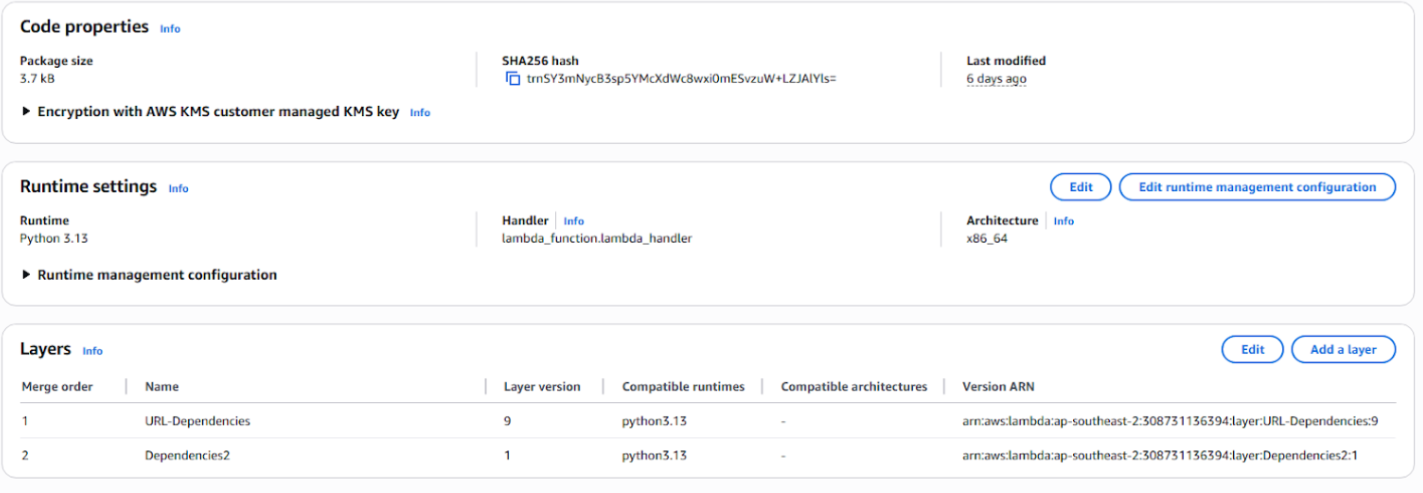 Code properties Info
Package size SHA256 hash Last modified
3.7 kB trnSY3mNycB3sp5YMcXdWc8wxi0mESvzuW+LZJAlYls= 6 days ago
Encryption with AWS KMS customer managed KMS key Info
Runtime settings Info Edit Edit runtime management configuration
Runtime Handler Info Architecture Info
Python 3.13 lambda_function.lambda_handler x86_64
Runtime management configuration
Layers Info Edit Add a layer
Merge order Name Layer version Compatible runtimes Compatible architectures Version ARN
1 URL-Dependencies 9 python3.13 - arn:aws:lambda:ap-southeast-2:308731136394:layer:URL-Dependencies:9
2 Dependencies2 1 python3.13 - arn:aws:lambda:ap-southeast-2:308731136394:layer:Dependencies2:1